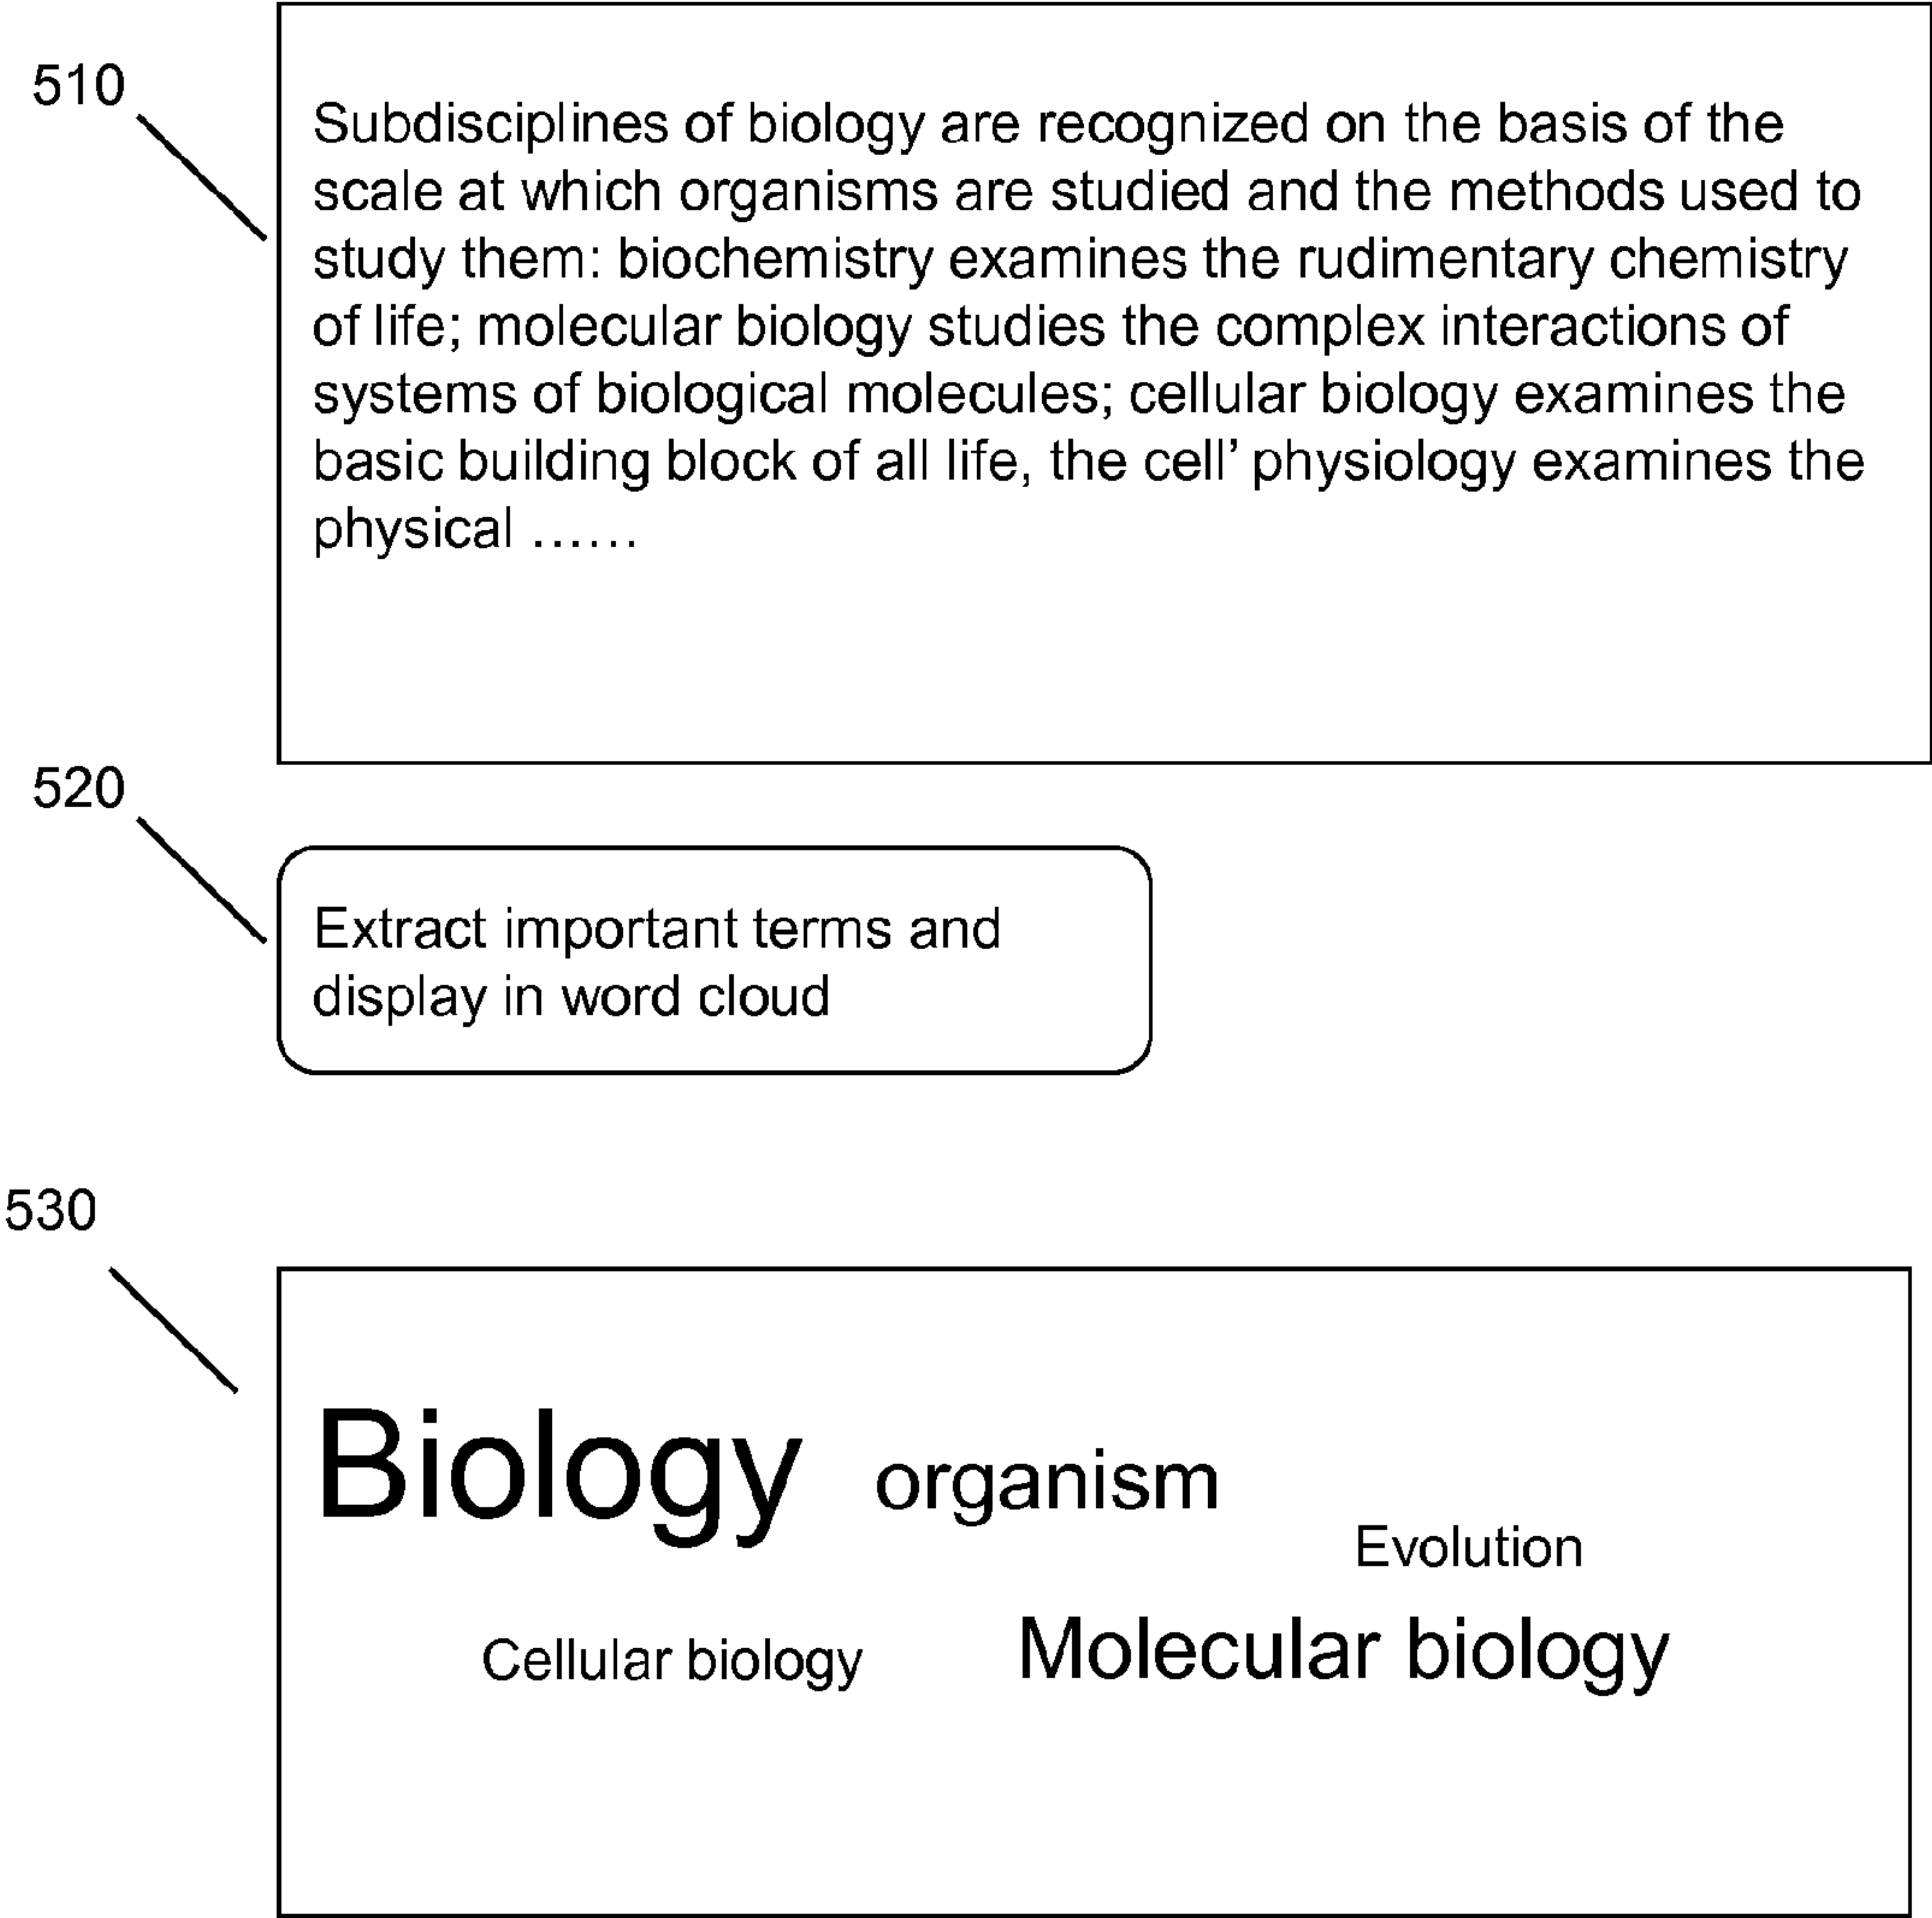 510
Subdisciplines of biology are recognized on the basis of the
scale at which organisms are studied and the methods used to
study them: biochemistry examines the rudimentary chemistry
of life; molecular biology studies the complex interactions of
systems of biological molecules; cellular biology examines the
basic building block of all life, the cell’ physiology examines the
physical ......
520
Extract important terms and
display in word cloud
530
Biology organism
Evolution
Cellular biology Molecular biology